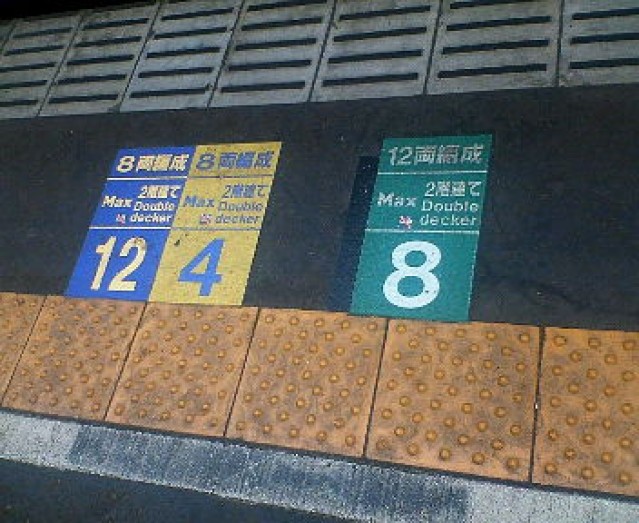 8両編成
Max 2階建て
Double
decker
12
8両編成
Max 2階建て
Double
decker
4
12両編成
Max 2階建て
Double
decker
8